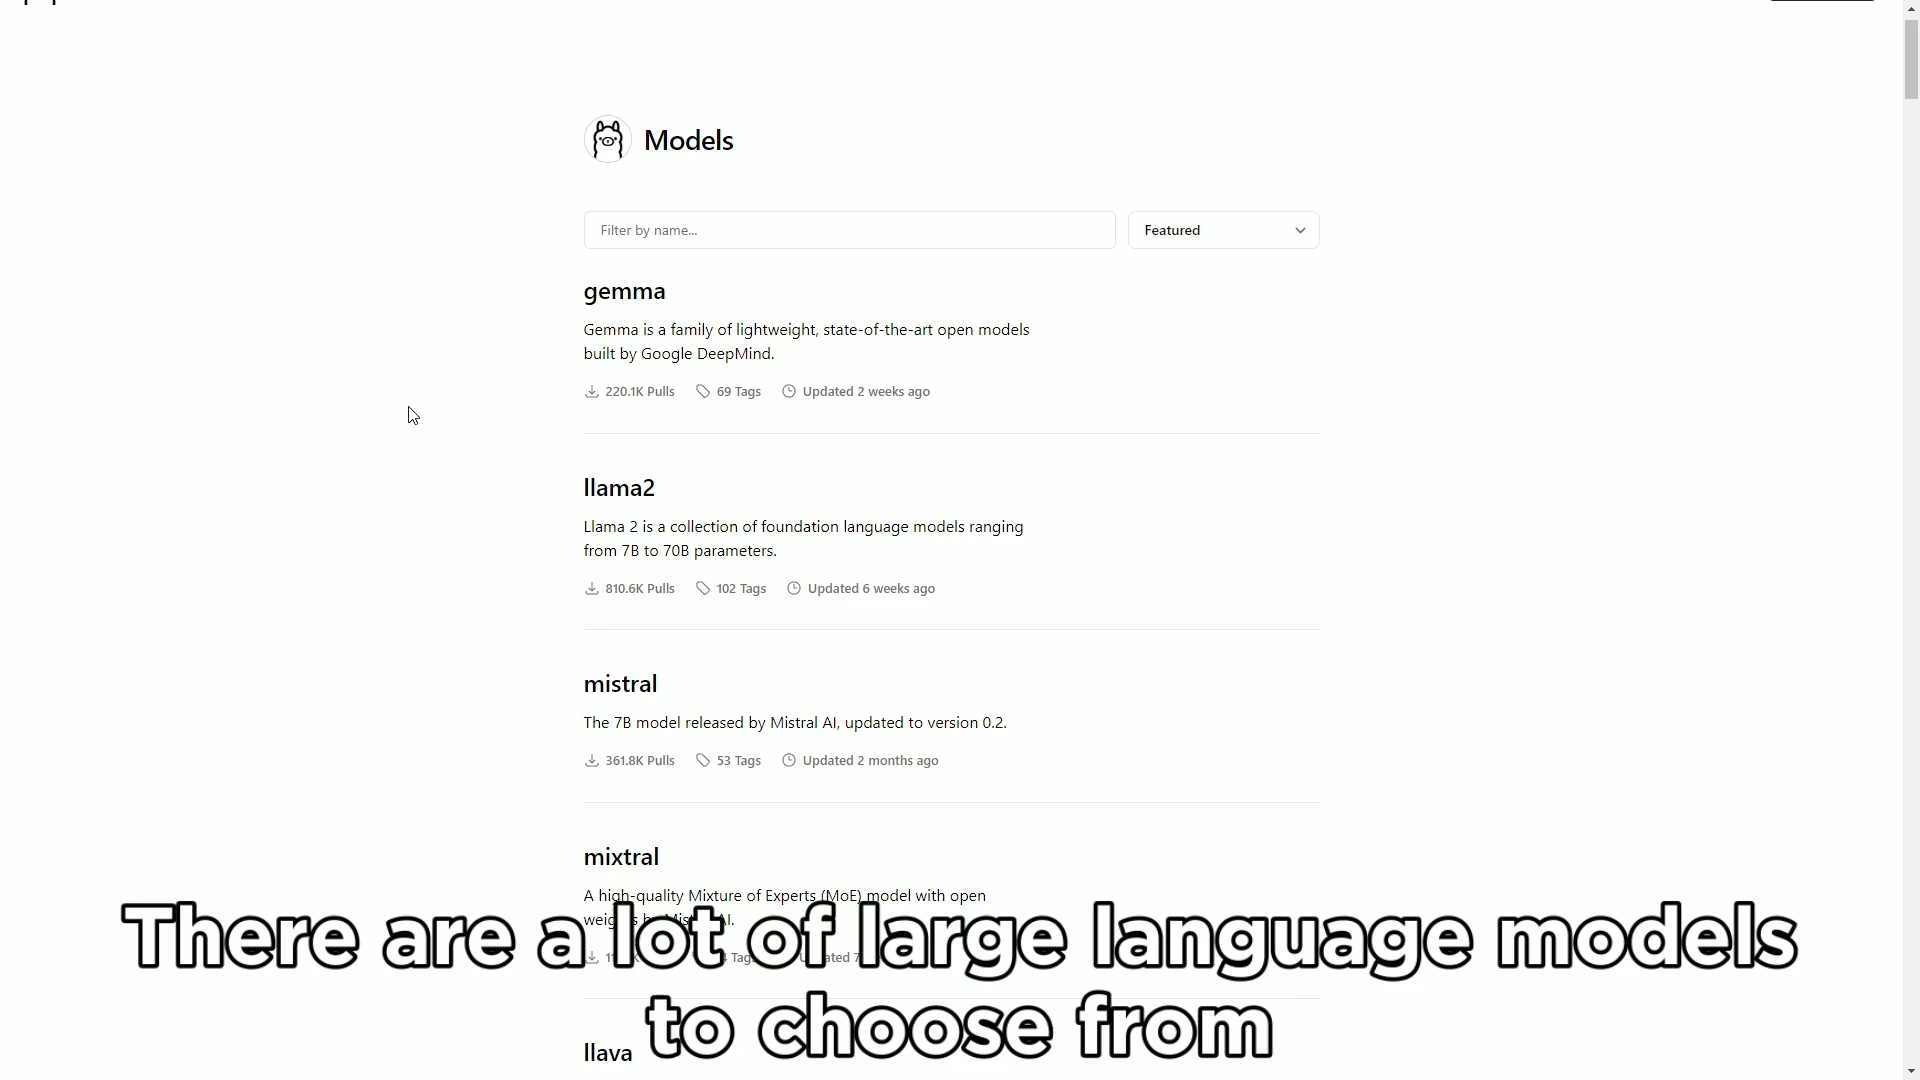 Models
Filter by name...
Featured
gemma
Gemma is a family of lightweight, state-of-the-art open models
built by Google DeepMind.
220.1K Pulls 69 Tags Updated 2 weeks ago
llama2
Llama 2 is a collection of foundation language models ranging
from 7B to 70B parameters.
810.6K Pulls 102 Tags Updated 6 weeks ago
mistral
The 7B model released by Mistral AI, updated to version 0.2.
361.8K Pulls 53 Tags Updated 2 months ago
mixtral
A high-quality Mixture of Experts (MoE) model with open
There are a lot of large language models
to choose from
llava